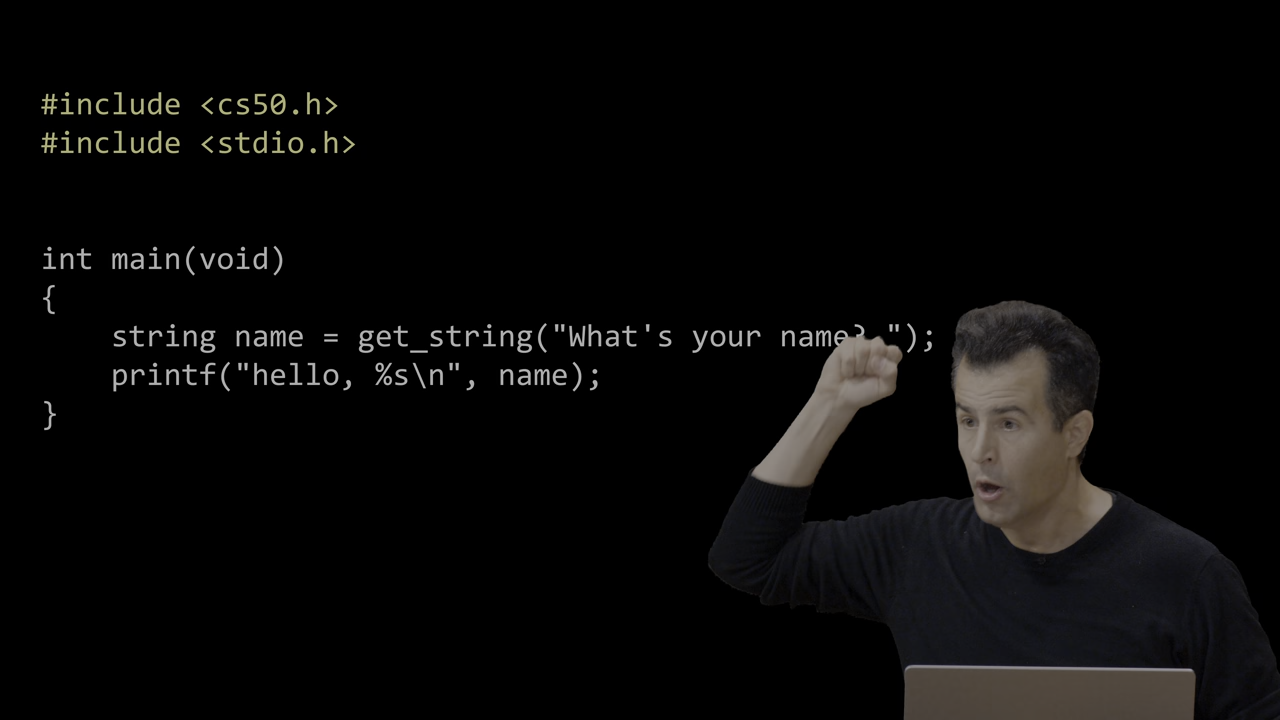 #include <cs50.h>
#include <stdio.h>
int main(void)
{
string name = get_string("What's your name? ");
printf("hello, %s\n", name);
}